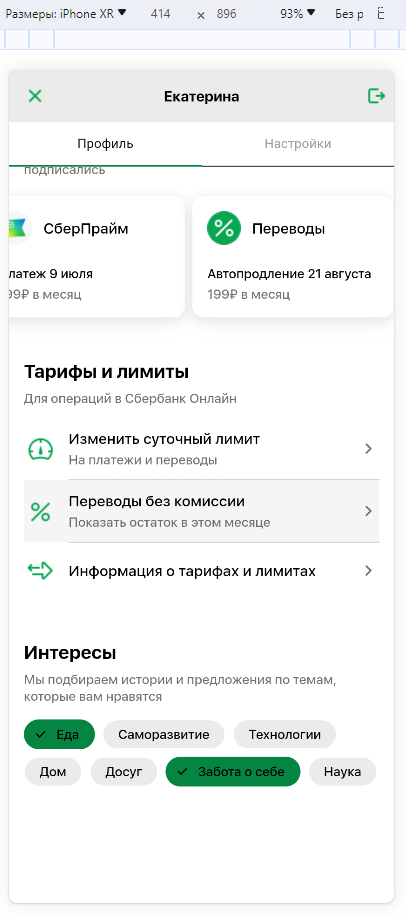 Размеры: iPhone XR 414 × 896 93% Без р
Екатерина
Профиль Настройки
подписались
СберПрайм
латеж 9 июля
99₽ в месяц
Переводы
Автопродление 21 августа
199₽ в месяц
Тарифы и лимиты
Для операций в Сбербанк Онлайн
Изменить суточный лимит
На платежи и переводы
Переводы без комиссии
Показать остаток в этом месяце
Информация о тарифах и лимитах
Интересы
Мы подбираем истории и предложения по темам,
которые вам нравятся
Еда Саморазвитие Технологии
Дом Досуг Забота о себе Наука